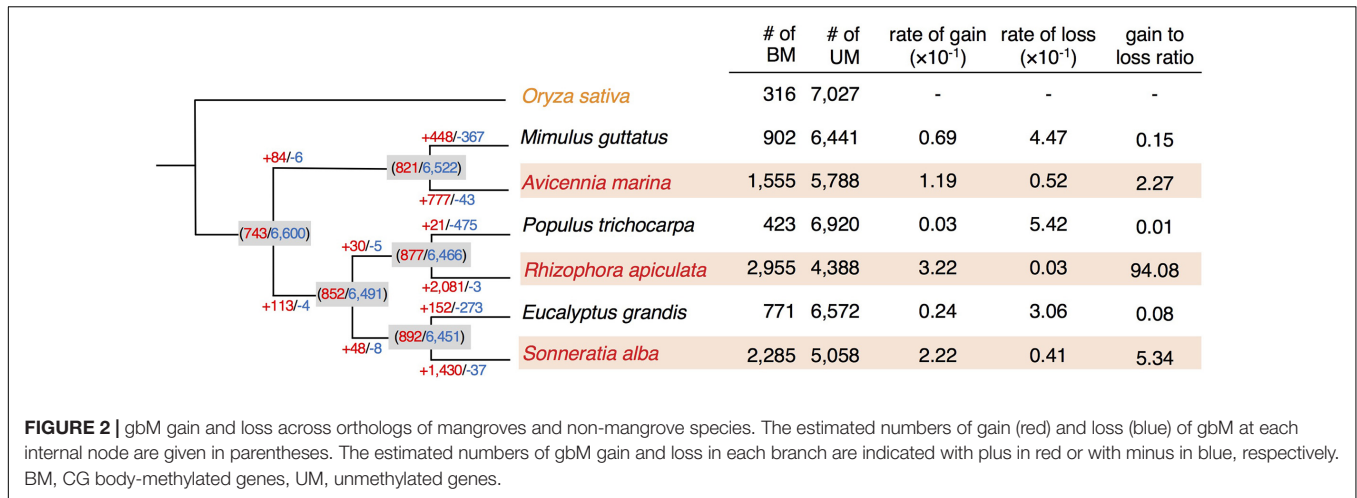 # of BM # of UM rate of gain (×10-1) rate of loss (×10-1) gain to loss ratio
Oryza sativa 316 7,027 - - -
+448/-367
Mimulus guttatus 902 6,441 0.69 4.47 0.15
+84/-6
(821/6,522)
Avicennia marina 1,555 5,788 1.19 0.52 2.27
+777/-43
+21/-475
Populus trichocarpa 423 6,920 0.03 5.42 0.01
(743/6,600)
+30/-5
(877/6,466)
Rhizophora apiculata 2,955 4,388 3.22 0.03 94.08
+2,081/-3
(852/6,491)
+113/-4
+152/-273
Eucalyptus grandis 771 6,572 0.24 3.06 0.08
(892/6,451)
+48/-8
Sonneratia alba 2,285 5,058 2.22 0.41 5.34
+1,430/-37
FIGURE 2 | gbM gain and loss across orthologs of mangroves and non-mangrove species. The estimated numbers of gain (red) and loss (blue) of gbM at each
internal node are given in parentheses. The estimated numbers of gbM gain and loss in each branch are indicated with plus in red or with minus in blue, respectively.
BM, CG body-methylated genes, UM, unmethylated genes.